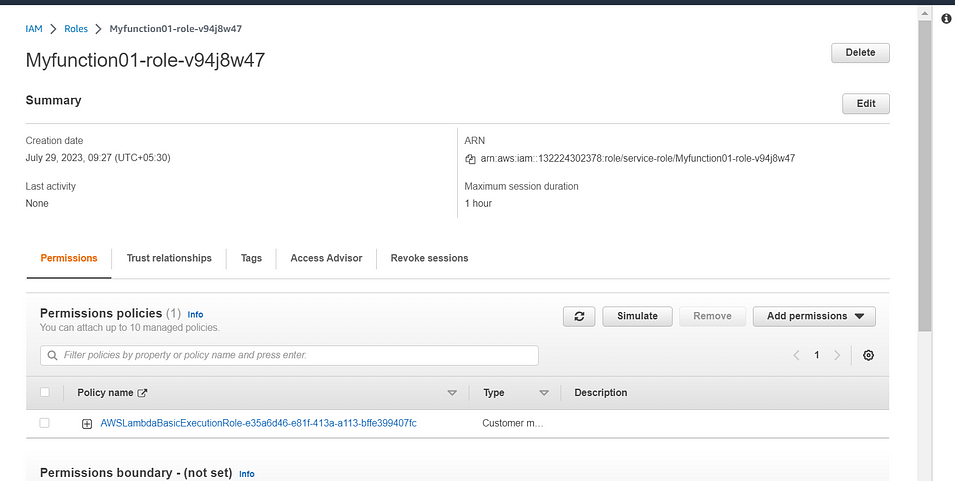 IAM > Roles > Myfunction01-role-v94j8w47
Myfunction01-role-v94j8w47
Delete
Summary
Edit
Creation date
July 29, 2023, 09:27 (UTC+05:30)
ARN
arn:aws:iam::132224302378:role/service-role/Myfunction01-role-v94j8w47
Last activity
None
Maximum session duration
1 hour
Permissions
Trust relationships
Tags
Access Advisor
Revoke sessions
Permissions policies (1) Info
You can attach up to 10 managed policies.
Simulate
Remove
Add permissions
Filter policies by property or policy name and press enter.
1
Policy name
Type
Description
AWSLambdaBasicExecutionRole-e35a6d46-e81f-413a-a113-bffe399407fc
Customer m...
Permissions boundary - (not set) Info